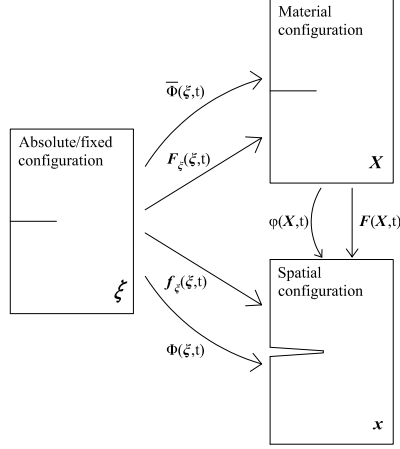 Material
configuration
X
Absolute/fixed
configuration
ξ
Φ̅(ξ,t)
F_ξ(ξ,t)
φ(X,t)
F(X,t)
f_ξ(ξ,t)
Φ(ξ,t)
Spatial
configuration
x